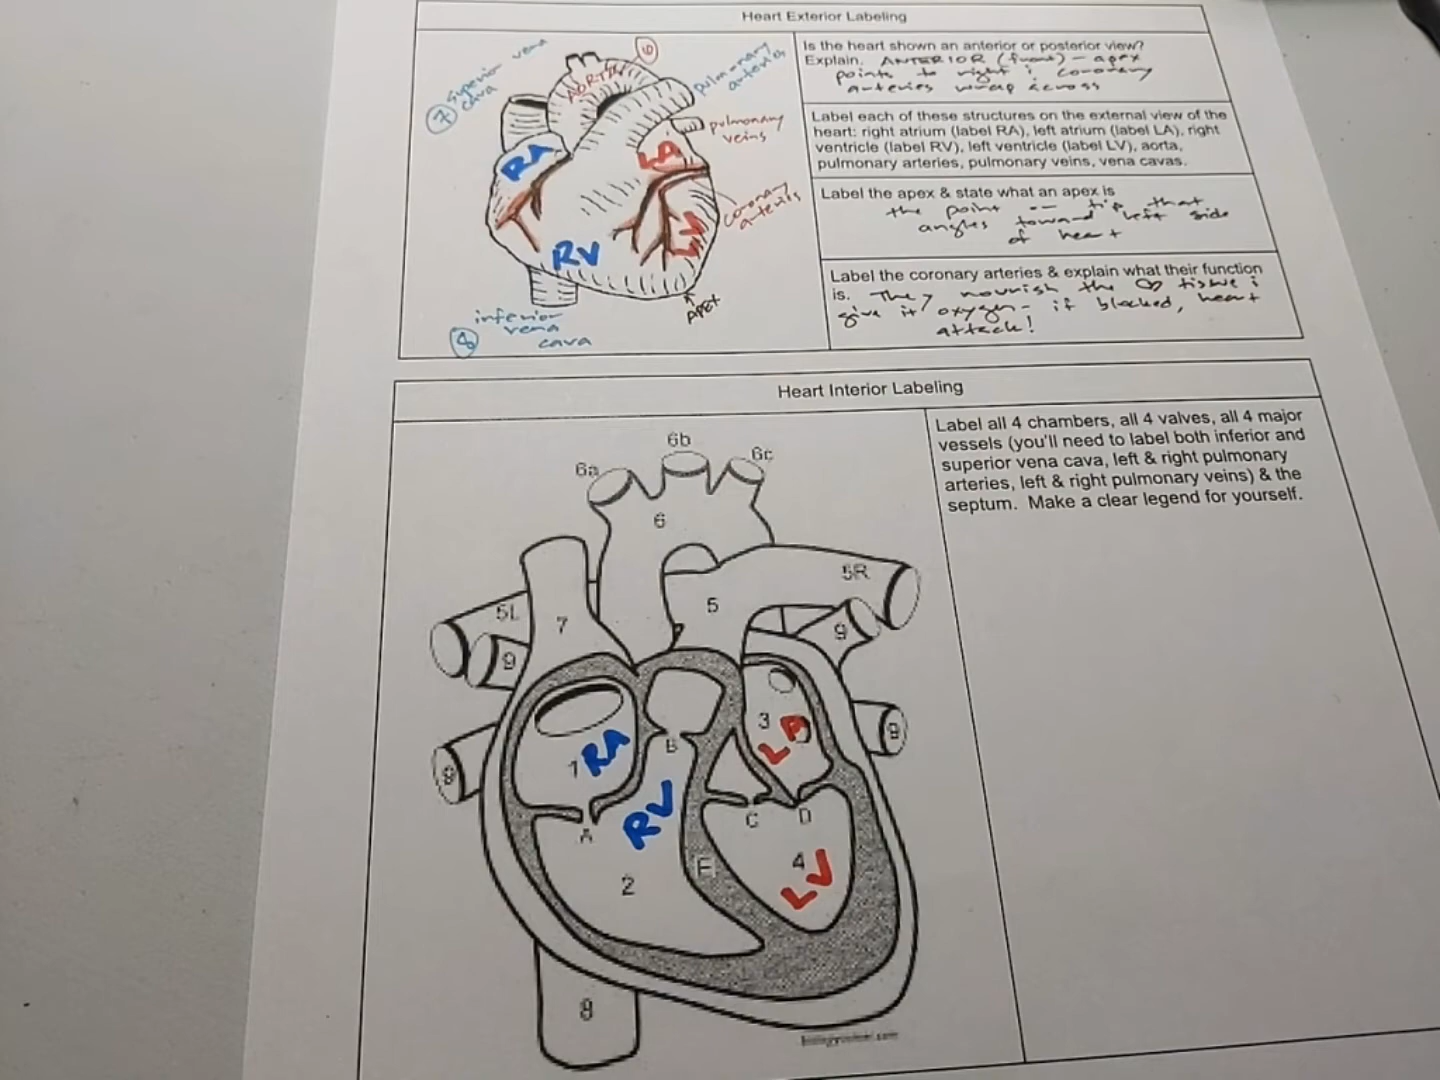 Heart Exterior Labeling
7 superior vena cava
AORTA
6
pulmonary arteries
pulmonary veins
RA
LA
coronary arteries
RV
LV
APEX
8 inferior vena cava
Is the heart shown an anterior or posterior view?
Explain. ANTERIOR (front) - apex
points to right & coronary
arteries wrap across
Label each of these structures on the external view of the
heart: right atrium (label RA), left atrium (label LA), right
ventricle (label RV), left ventricle (label LV), aorta,
pulmonary arteries, pulmonary veins, vena cavas.
Label the apex & state what an apex is
the point -- tip that
angles toward left side
of heart
Label the coronary arteries & explain what their function
is. They nourish the ♡ tissue &
give it oxygen - if blocked, heart
attack!
Heart Interior Labeling
Label all 4 chambers, all 4 valves, all 4 major
vessels (you'll need to label both inferior and
superior vena cava, left & right pulmonary
arteries, left & right pulmonary veins) & the
septum. Make a clear legend for yourself.
6a
6b
6c
6
5R
5L
7
5
9
9
3
LA
9
1 RA
B
9
RV
A
C
D
2
E
4
LV
8